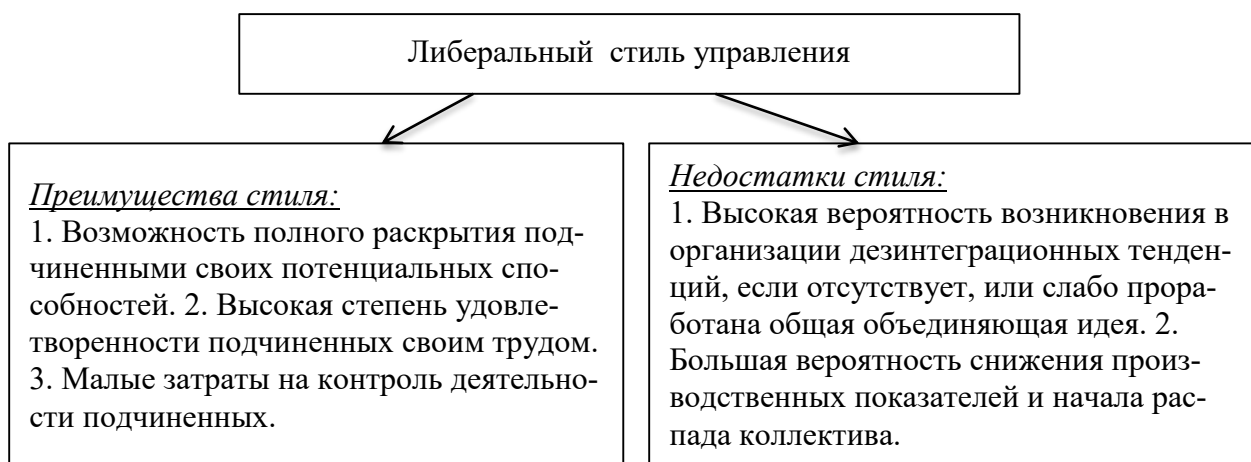 Либеральный стиль управления
Преимущества стиля:
1. Возможность полного раскрытия под-
чиненными своих потенциальных спо-
собностей. 2. Высокая степень удовле-
творенности подчиненных своим трудом.
3. Малые затраты на контроль деятельно-
сти подчиненных.
Недостатки стиля:
1. Высокая вероятность возникновения в
организации дезинтеграционных тенден-
ций, если отсутствует, или слабо прора-
ботана общая объединяющая идея. 2.
Большая вероятность снижения произ-
водственных показателей и начала рас-
пада коллектива.